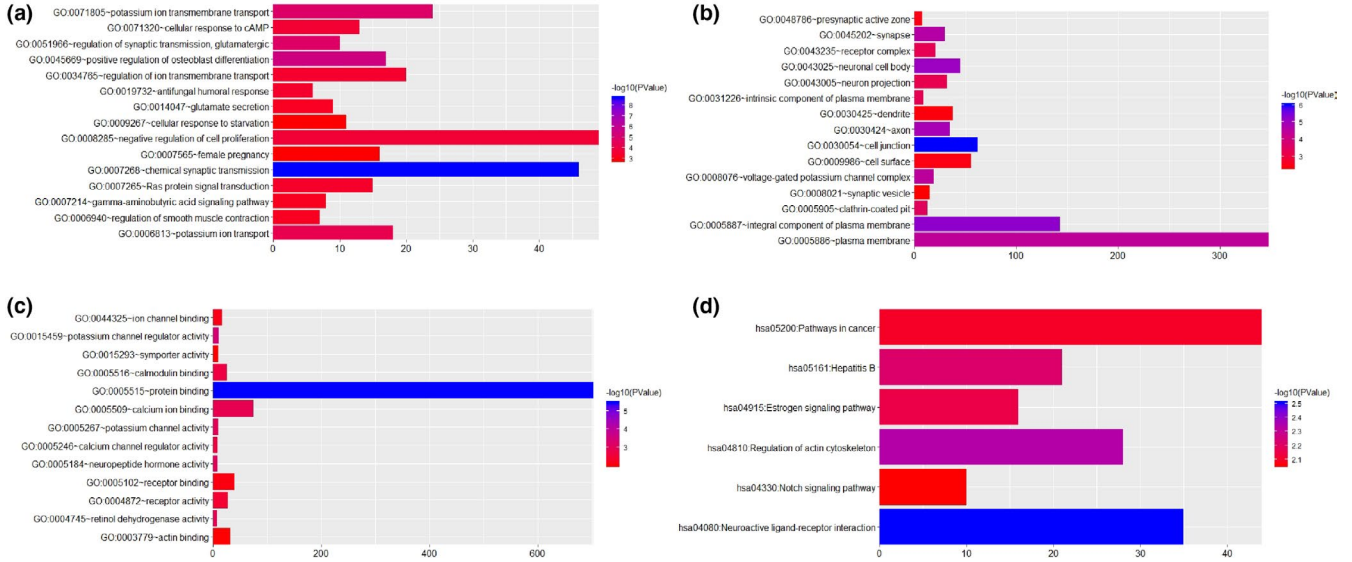 (a)
GO:0071805~potassium ion transmembrane transport
GO:0071320~cellular response to cAMP
GO:0051966~regulation of synaptic transmission, glutamatergic
GO:0045669~positive regulation of osteoblast differentiation
GO:0034765~regulation of ion transmembrane transport
GO:0019732~antifungal humoral response
GO:0014047~glutamate secretion
GO:0009267~cellular response to starvation
GO:0008285~negative regulation of cell proliferation
GO:0007565~female pregnancy
GO:0007268~chemical synaptic transmission
GO:0007265~Ras protein signal transduction
GO:0007214~gamma-aminobutyric acid signaling pathway
GO:0006940~regulation of smooth muscle contraction
GO:0006813~potassium ion transport
0 10 20 30 40
-log10(PValue)
8
7
6
5
4
3
(b)
GO:0048786~presynaptic active zone
GO:0045202~synapse
GO:0043235~receptor complex
GO:0043025~neuronal cell body
GO:0043005~neuron projection
GO:0031226~intrinsic component of plasma membrane
GO:0030425~dendrite
GO:0030424~axon
GO:0030054~cell junction
GO:0009986~cell surface
GO:0008076~voltage-gated potassium channel complex
GO:0008021~synaptic vesicle
GO:0005905~clathrin-coated pit
GO:0005887~integral component of plasma membrane
GO:0005886~plasma membrane
0 100 200 300
-log10(PValue)
6
5
4
3
(c)
GO:0044325~ion channel binding
GO:0015459~potassium channel regulator activity
GO:0015293~symporter activity
GO:0005516~calmodulin binding
GO:0005515~protein binding
GO:0005509~calcium ion binding
GO:0005267~potassium channel activity
GO:0005246~calcium channel regulator activity
GO:0005184~neuropeptide hormone activity
GO:0005102~receptor binding
GO:0004872~receptor activity
GO:0004745~retinol dehydrogenase activity
GO:0003779~actin binding
0 200 400 600
-log10(PValue)
5
4
3
(d)
hsa05200:Pathways in cancer
hsa05161:Hepatitis B
hsa04915:Estrogen signaling pathway
hsa04810:Regulation of actin cytoskeleton
hsa04330:Notch signaling pathway
hsa04080:Neuroactive ligand-receptor interaction
0 10 20 30 40
-log10(PValue)
2.5
2.4
2.3
2.2
2.1